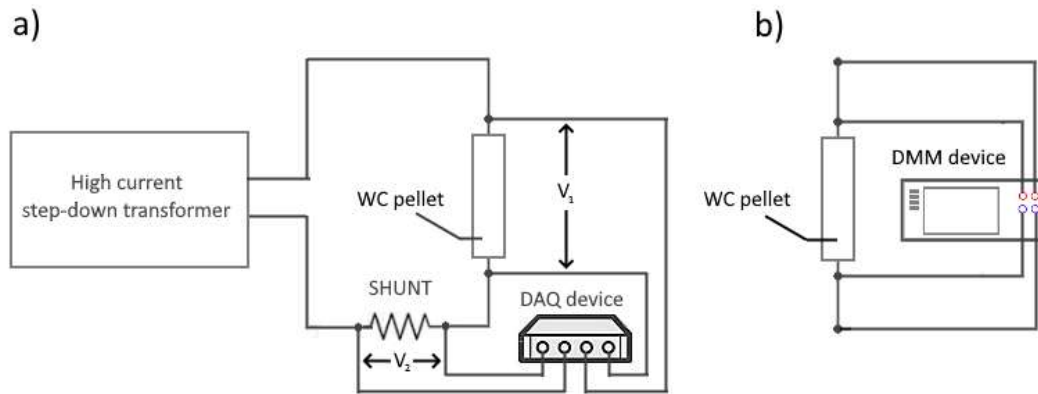 a)
High current
step-down transformer
WC pellet
V₁
SHUNT
V₂
DAQ device
b)
DMM device
WC pellet